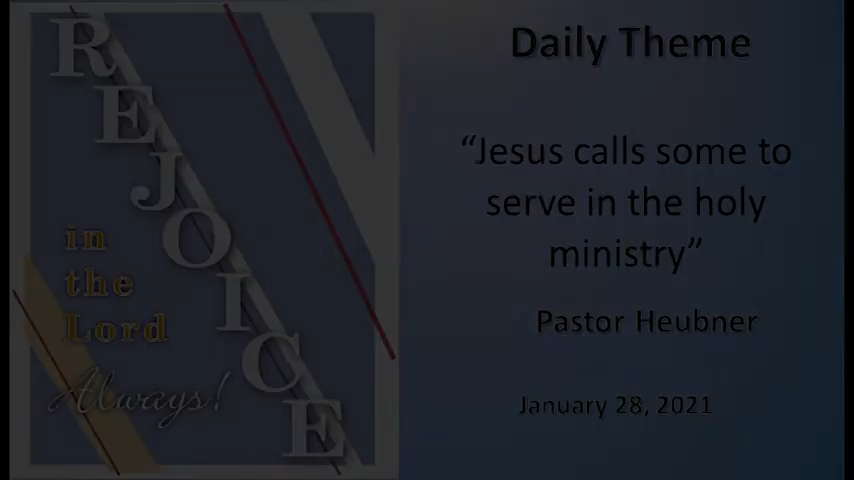 REJOICE
in
the
Lord
Always!
Daily Theme
“Jesus calls some to
serve in the holy
ministry”
Pastor Heubner
January 28, 2021